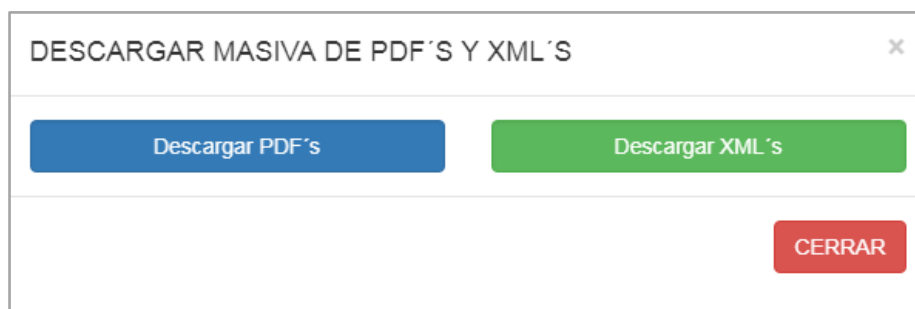 DESCARGAR MASIVA DE PDF´S Y XML´S ×
Descargar PDF´s Descargar XML´s
CERRAR